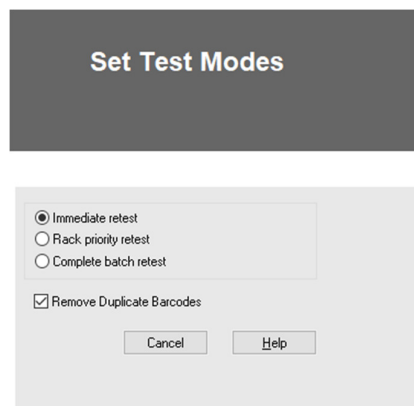 Set Test Modes
Immediate retest
Rack priority retest
Complete batch retest
Remove Duplicate Barcodes
Cancel Help